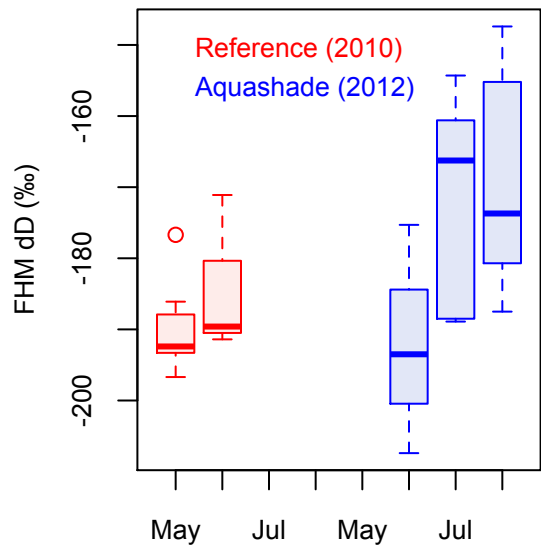 Reference (2010)
Aquashade (2012)
FHM dD (‰)
-160
-180
-200
May Jul May Jul